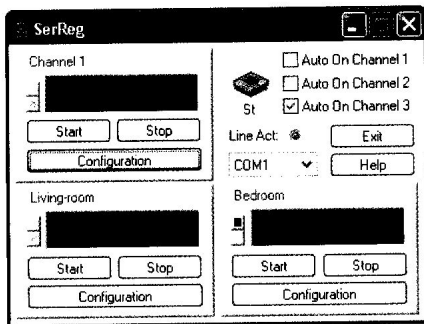 SerReg
Channel 1
Start Stop
Configuration
Auto On Channel 1
Auto On Channel 2
Auto On Channel 3
St
Line Act:
Exit
COM1
Help
Living-room
Start Stop
Configuration
Bedroom
Start Stop
Configuration